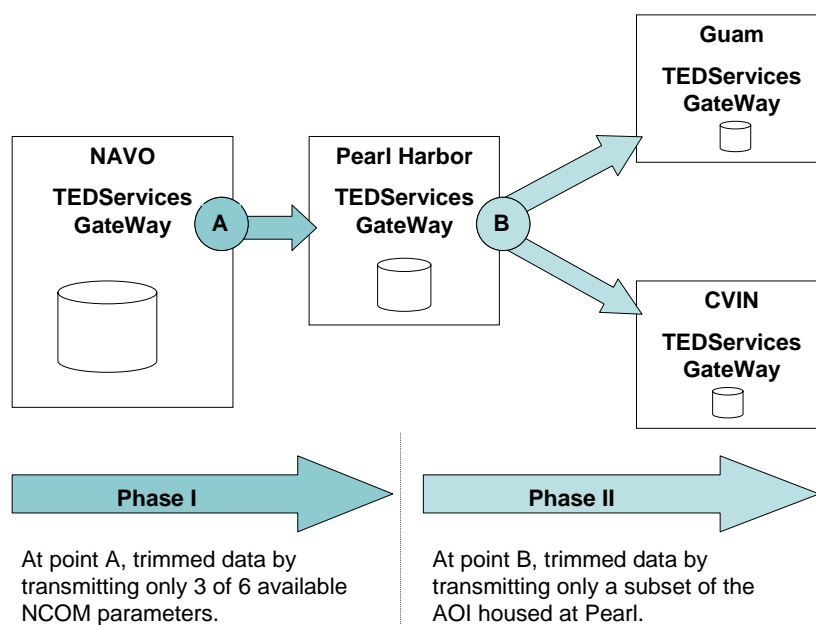 NAVO
TEDServices
GateWay
A
Pearl Harbor
TEDServices
GateWay
B
Guam
TEDServices
GateWay
CVIN
TEDServices
GateWay
Phase I
At point A, trimmed data by
transmitting only 3 of 6 available
NCOM parameters.
Phase II
At point B, trimmed data by
transmitting only a subset of the
AOI housed at Pearl.